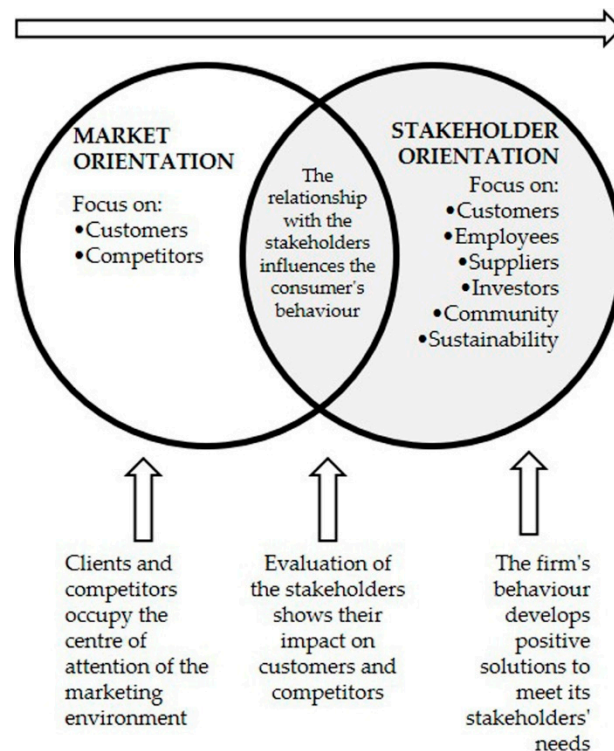 MARKET
ORIENTATION
Focus on:
•Customers
•Competitors
The
relationship
with the
stakeholders
influences the
consumer's
behaviour
STAKEHOLDER
ORIENTATION
Focus on:
•Customers
•Employees
•Suppliers
•Investors
•Community
•Sustainability
Clients and
competitors
occupy the
centre of
attention of the
marketing
environment
Evaluation of
the stakeholders
shows their
impact on
customers and
competitors
The firm's
behaviour
develops
positive
solutions to
meet its
stakeholders'
needs